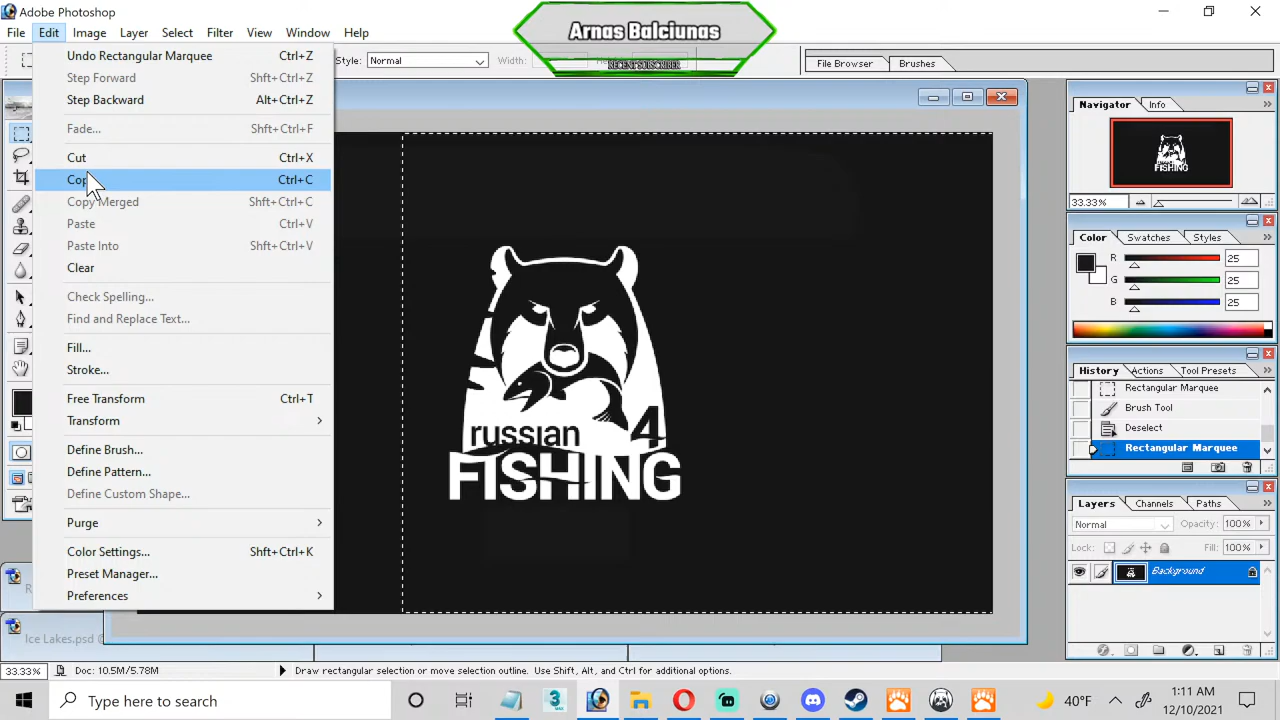 Adobe Photoshop
Arnas Balciunas
RECENT SUBSCRIBER
File Edit Image Layer Select Filter View Window Help
Style: Normal Width:
File Browser Brushes
Undo Rectangular Marquee Ctrl+Z
Step Forward Shft+Ctrl+Z
Step Backward Alt+Ctrl+Z
Fade... Shft+Ctrl+F
Cut Ctrl+X
Copy Ctrl+C
Copy Merged Shft+Ctrl+C
Paste Ctrl+V
Paste Into Shft+Ctrl+V
Clear
Check Spelling...
Find and Replace Text...
Fill...
Stroke...
Free Transform Ctrl+T
Transform
Define Brush...
Define Pattern...
Define Custom Shape...
Purge
Color Settings... Shft+Ctrl+K
Preset Manager...
Preferences
russian 4
FISHING
Navigator Info
FISHING
33.33%
Color Swatches Styles
R 25
G 25
B 25
History Actions Tool Presets
Rectangular Marquee
Brush Tool
Deselect
Rectangular Marquee
Layers Channels Paths
Normal Opacity: 100%
Lock: Fill: 100%
Background
Ice Lakes.psd @
33.33% Doc: 10.5M/5.78M Draw rectangular selection or move selection outline. Use Shift, Alt, and Ctrl for additional options.
Type here to search
3
40°F
1:11 AM
12/10/2021